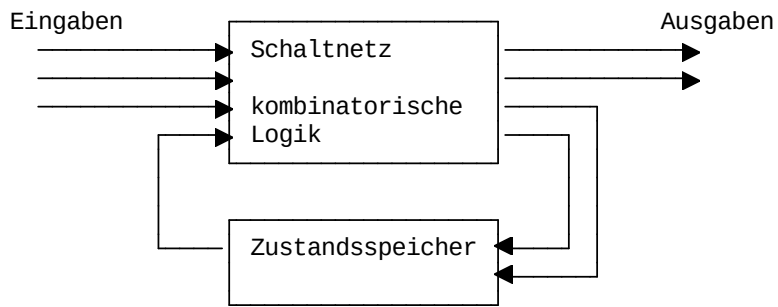 Eingaben
Ausgaben
Schaltnetz
kombinatorische
Logik
Zustandsspeicher